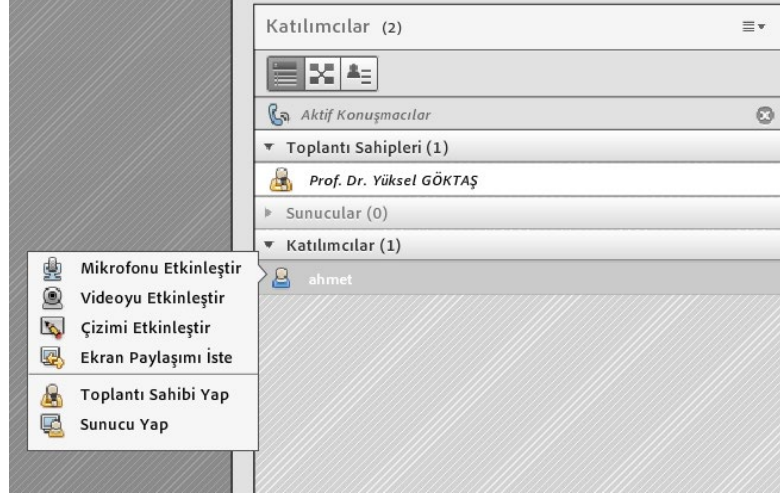 Katılımcılar (2)
Aktif Konuşmacılar
Toplantı Sahipleri (1)
Prof. Dr. Yüksel GÖKTAŞ
Sunucular (0)
Katılımcılar (1)
ahmet
Mikrofonu Etkinleştir
Videoyu Etkinleştir
Çizimi Etkinleştir
Ekran Paylaşımı İste
Toplantı Sahibi Yap
Sunucu Yap